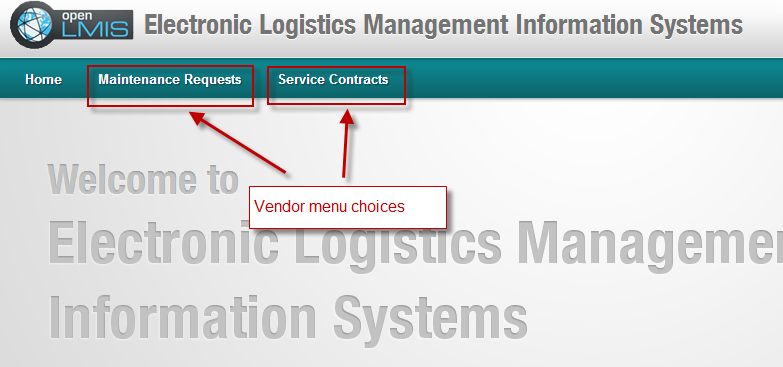 open
LMIS
Electronic Logistics Management Information Systems
Home Maintenance Requests Service Contracts
Welcome to
Vendor menu choices
Electronic Logistics Manageme
Information Systems